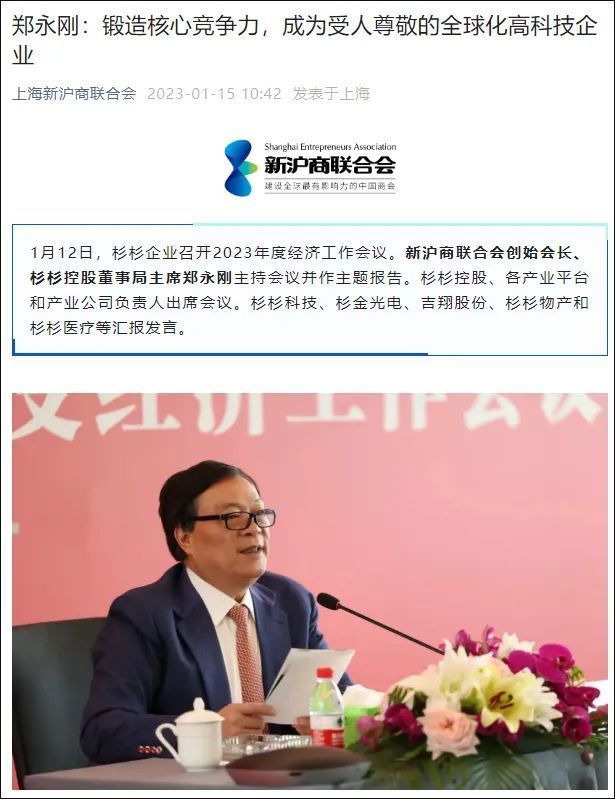 郑永刚：锻造核心竞争力，成为受人尊敬的全球化高科技企
业
上海新沪商联合会 2023-01-15 10:42 发表于上海
Shanghai Entrepreneurs Association
新沪商联合会
建设全球最有影响力的中国商会
1月12日，杉杉企业召开2023年度经济工作会议。新沪商联合会创始会长、
杉杉控股董事局主席郑永刚主持会议并作主题报告。杉杉控股、各产业平台
和产业公司负责人出席会议。杉杉科技、杉金光电、吉翔股份、杉杉物产和
杉杉医疗等汇报发言。
度经济工作会议